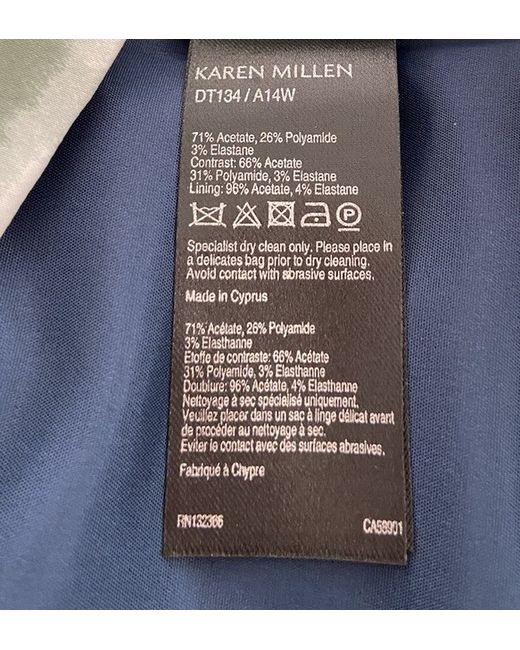 KAREN MILLEN
DT134 / A14W
71% Acetate, 26% Polyamide
3% Elastane
Contrast: 66% Acetate
31% Polyamide, 3% Elastane
Lining: 96% Acetate, 4% Elastane
P
Specialist dry clean only. Please place in
a delicates bag prior to dry cleaning.
Avoid contact with abrasive surfaces.
Made in Cyprus
71% Acétate, 26% Polyamide
3% Elasthanne
Etoffe de contraste: 66% Acétate
31% Polyamide, 3% Elasthanne
Doublure: 96% Acétate, 4% Elasthanne
Nettoyage à sec spécialisé uniquement.
Veuillez placer dans un sac à linge délicat avant
de procéder au nettoyage à sec.
Eviter le contact avec des surfaces abrasives.
Fabriqué à Chypre
RN132366 CA58901